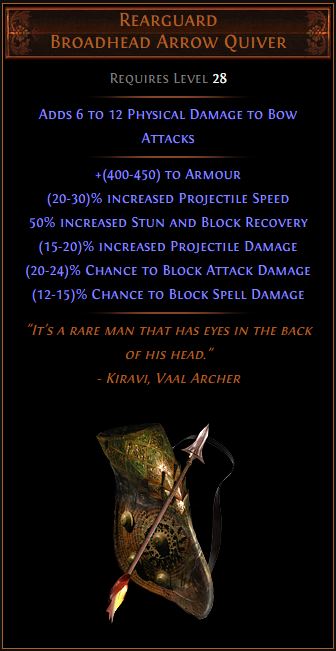 Rearguard
Broadhead Arrow Quiver
Requires Level 28
Adds 6 to 12 Physical Damage to Bow
Attacks
+(400-450) to Armour
(20-30)% increased Projectile Speed
50% increased Stun and Block Recovery
(15-20)% increased Projectile Damage
(20-24)% Chance to Block Attack Damage
(12-15)% Chance to Block Spell Damage
"It's a rare man that has eyes in the back
of his head."
- Kiravi, Vaal Archer